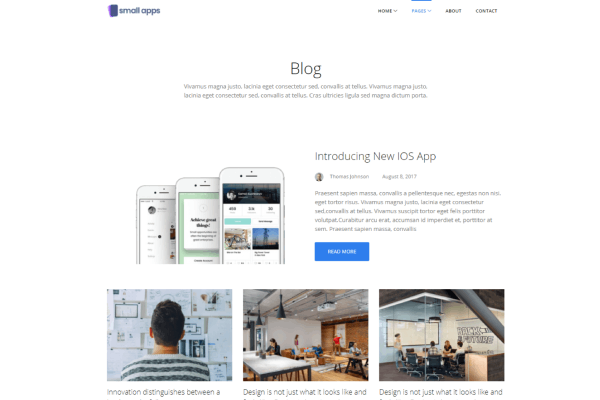 small apps
HOME
PAGES
ABOUT
CONTACT
Blog
Vivamus magna justo, lacinia eget consectetur sed, convallis at tellus. Vivamus magna justo,
lacinia eget consectetur sed, convallis at tellus. Cras ultricies ligula sed magna dictum porta.
Introducing New IOS App
Thomas Johnson
August 9, 2017
Praesent sapien massa, convallis a pellentesque nec, egestas non nisi.
eget tortor risus. Vivamus magna justo, lacinia eget consectetur
sed,convallis at tellus. Vivamus suscipit tortor eget felis porttitor
volutpat.Curabitur arcu erat, accumsan id imperdiet et, porttitor at
sem. Praesent sapien massa, convallis
READ MORE
Achieve great
things!
BACK
FUTURE
Innovation distinguishes between a
Design is not just what it looks like and
Design is not just what it looks like and